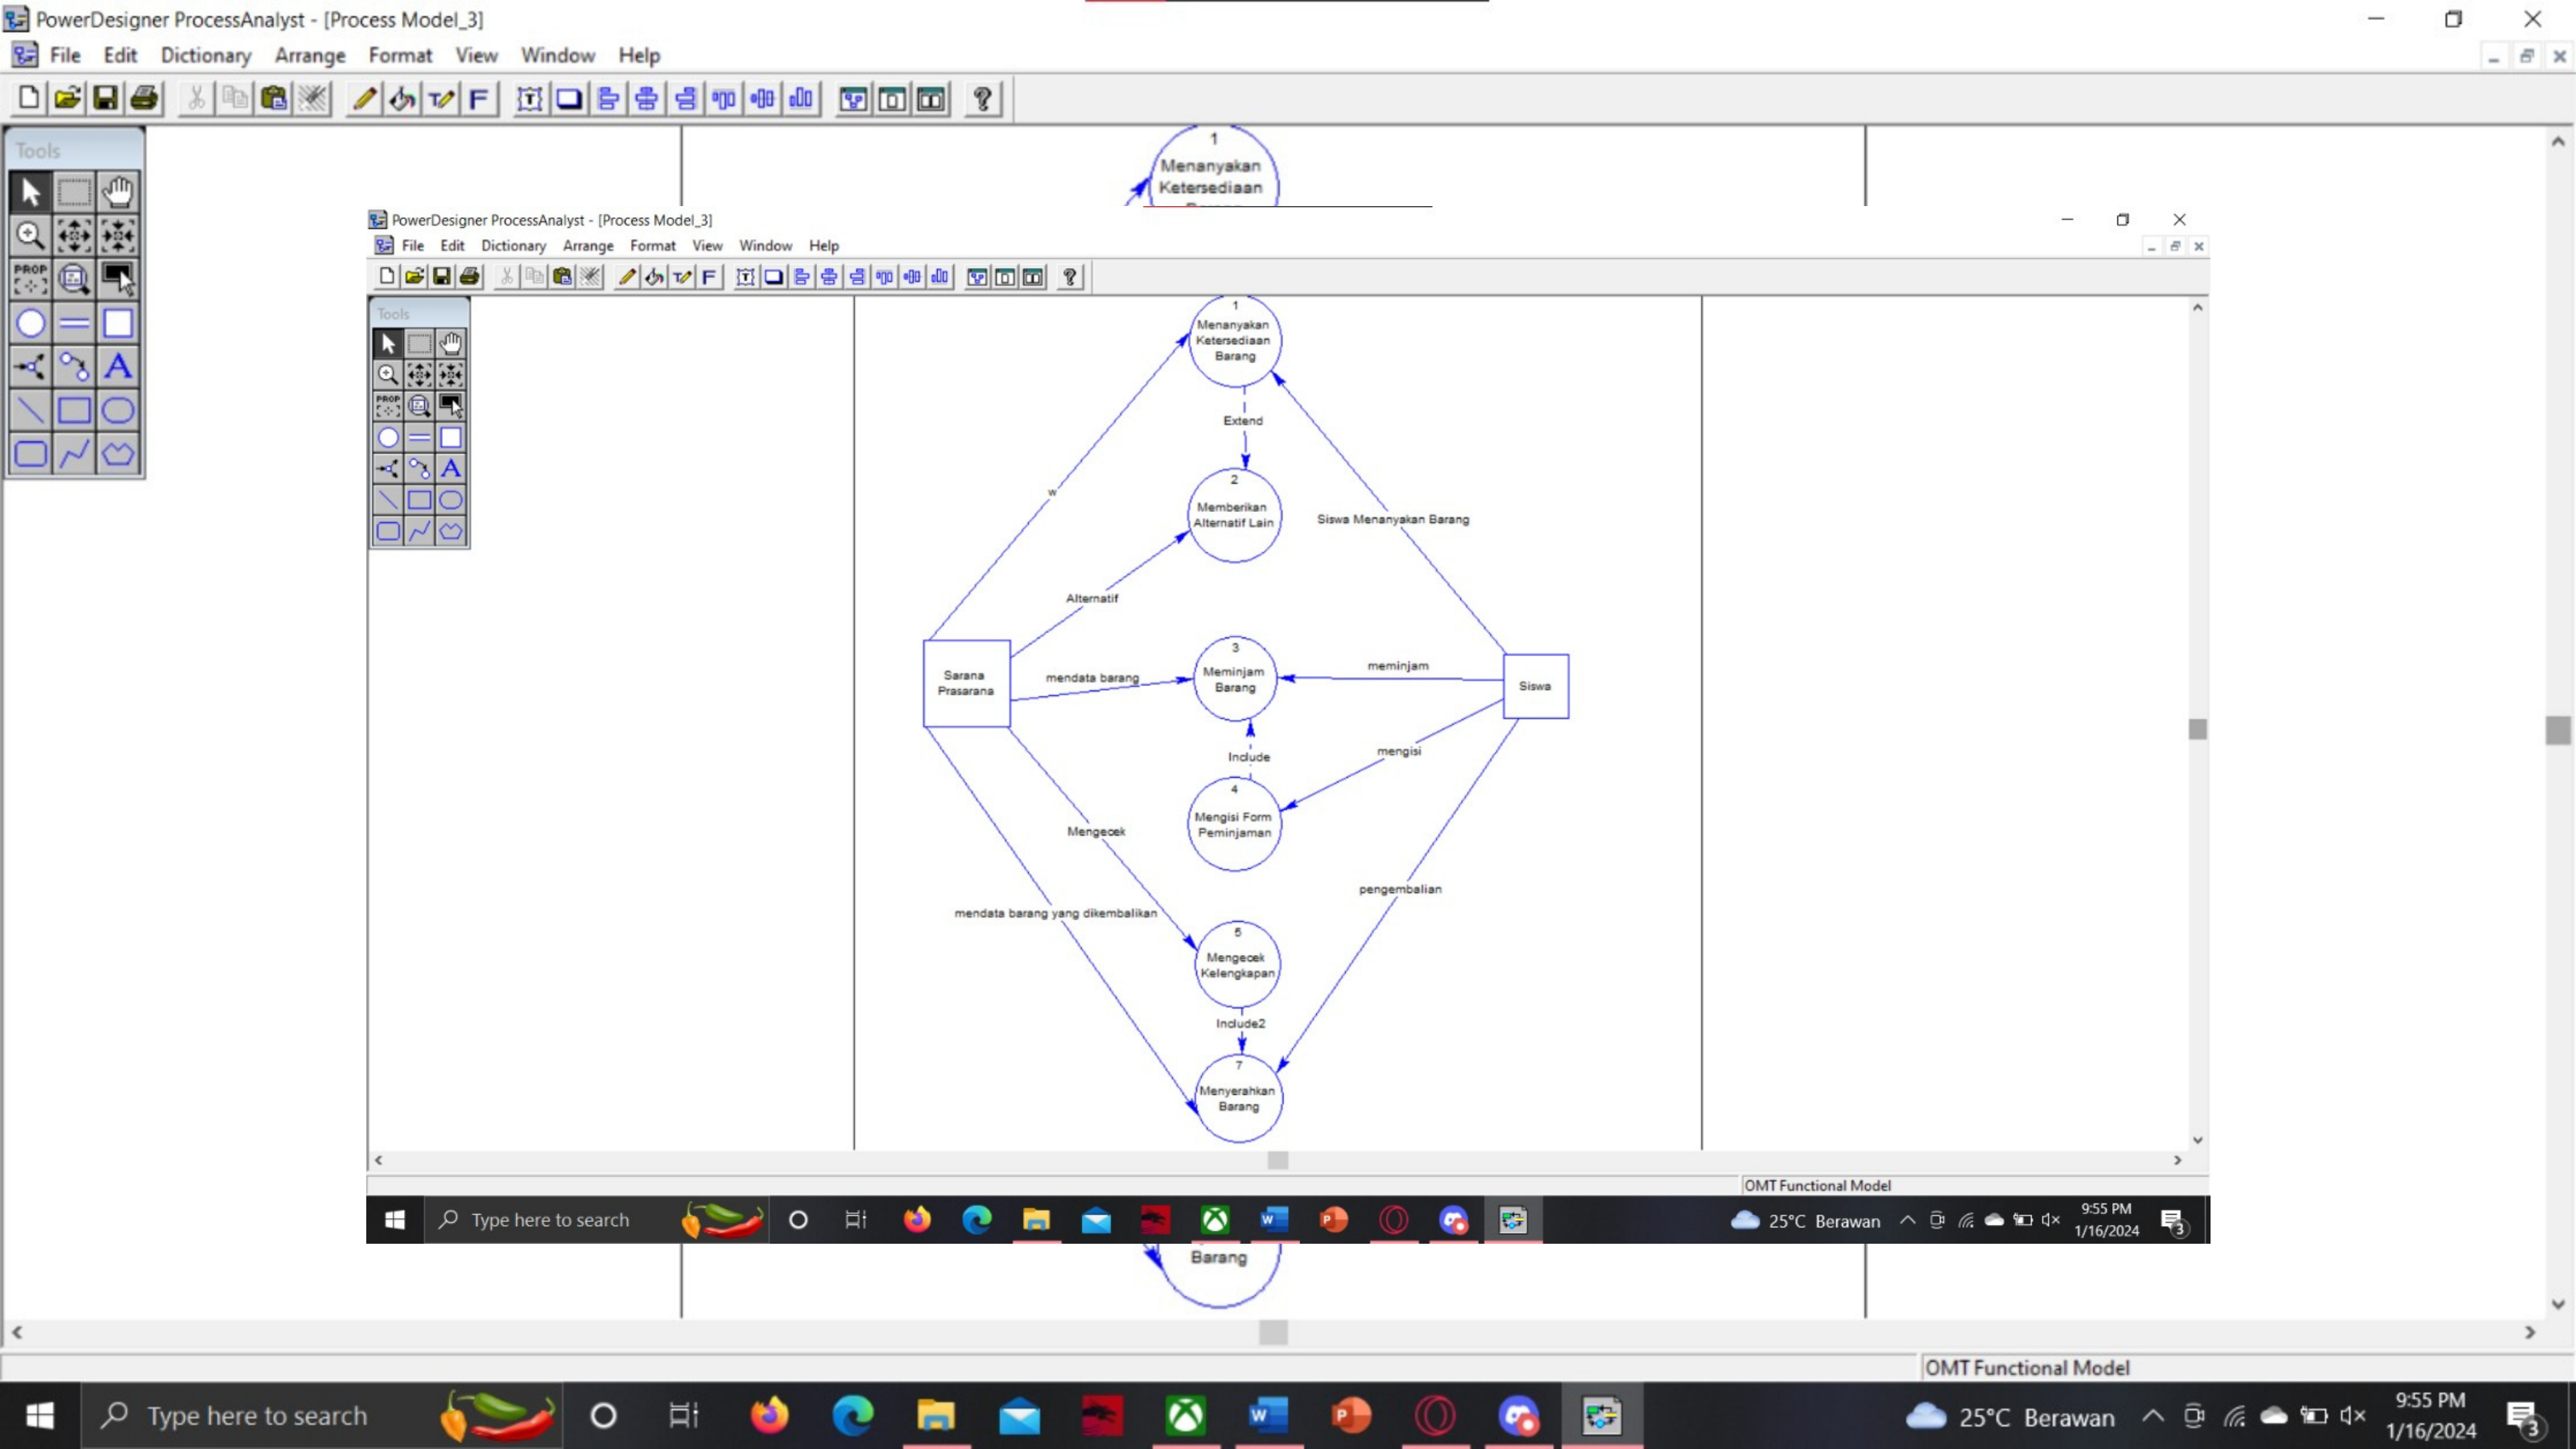 PowerDesigner ProcessAnalyst - [Process Model_3]
File Edit Dictionary Arrange Format View Window Help
Tools
PROP
A
1
Menanyakan
Ketersediaan
PowerDesigner ProcessAnalyst - [Process Model_3]
File Edit Dictionary Arrange Format View Window Help
Tools
PROP
A
1
Menanyakan
Ketersediaan
Barang
Extend
w
2
Memberikan
Alternatif Lain
Siswa Menanyakan Barang
Alternatif
3
Meminjam
Barang
Sarana
Prasarana
mendata barang
meminjam
Siswa
Include
mengisi
4
Mengisi Form
Peminjaman
Mengecek
pengembalian
mendata barang yang dikembalikan
5
Mengecek
Kelengkapan
Include2
7
Menyerahkan
Barang
OMT Functional Model
Type here to search
25°C Berawan
9:55 PM
1/16/2024
3
Barang
OMT Functional Model
Type here to search
25°C Berawan
9:55 PM
1/16/2024
3